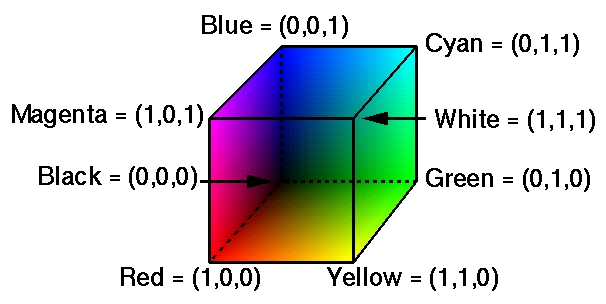 Blue = (0,0,1)
Cyan = (0,1,1)
Magenta = (1,0,1)
White = (1,1,1)
Black = (0,0,0)
Green = (0,1,0)
Red = (1,0,0)
Yellow = (1,1,0)